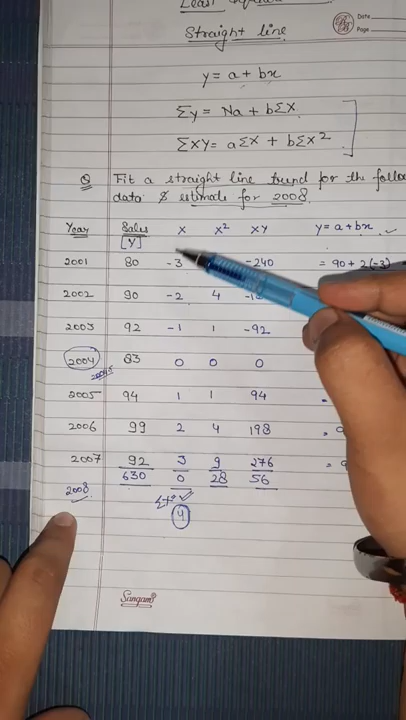 Least
Straight line
Date
Page
y = a + bx
Σy = Na + bΣX
ΣXY = aΣX + bΣX²
Q Fit a straight line trend for the
data & estimate for 2008.
Year Sales X X² XY y = a + bx
[Y]
2001 80 -3 -240 = 90 + 2(-3)
2002 90 -2 4
2003 92 -1 1 -92
2004 83 0 0 0
2005 94 1 1 94
2006 99 2 4 198
2007 92 3 9 276
630 0 28 56
2008
4
Sangam